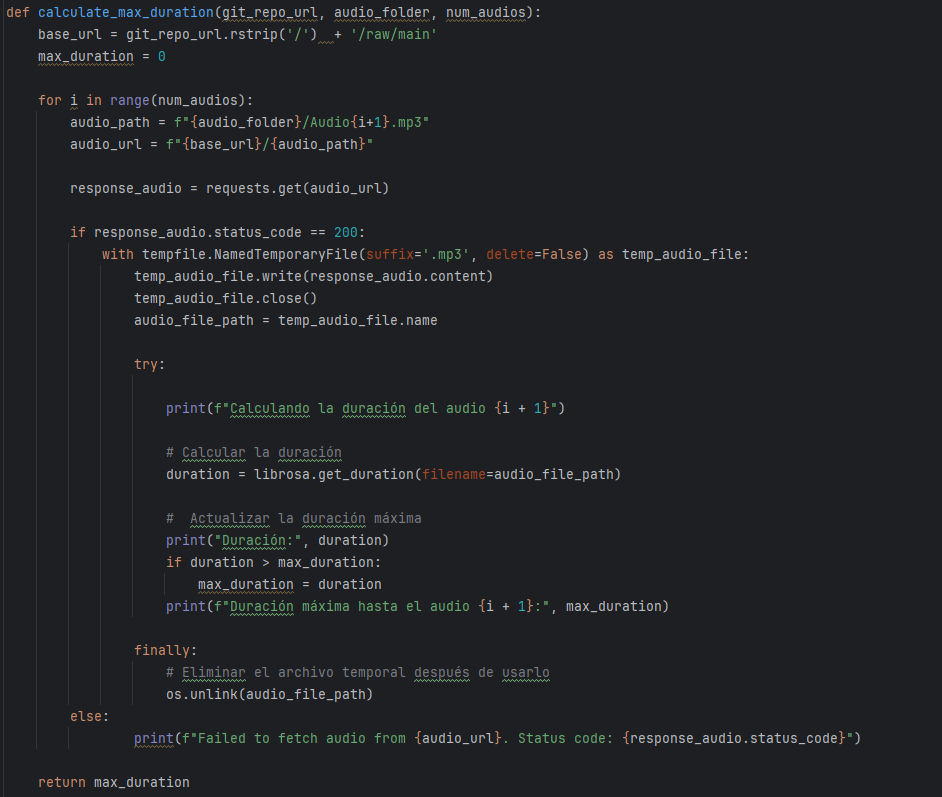 def calculate_max_duration(git_repo_url, audio_folder, num_audios):
    base_url = git_repo_url.rstrip('/')  + '/raw/main'
    max_duration = 0

    for i in range(num_audios):
        audio_path = f"{audio_folder}/Audio{i+1}.mp3"
        audio_url = f"{base_url}/{audio_path}"

        response_audio = requests.get(audio_url)

        if response_audio.status_code == 200:
            with tempfile.NamedTemporaryFile(suffix='.mp3', delete=False) as temp_audio_file:
                temp_audio_file.write(response_audio.content)
                temp_audio_file.close()
                audio_file_path = temp_audio_file.name

                try:

                    print(f"Calculando la duración del audio {i + 1}")

                    # Calcular la duración
                    duration = librosa.get_duration(filename=audio_file_path)

                    #  Actualizar la duración máxima
                    print("Duración:", duration)
                    if duration > max_duration:
                        max_duration = duration
                    print(f"Duración máxima hasta el audio {i + 1}:", max_duration)

                finally:
                    # Eliminar el archivo temporal después de usarlo
                    os.unlink(audio_file_path)
        else:
                print(f"Failed to fetch audio from {audio_url}. Status code: {response_audio.status_code}")

    return max_duration